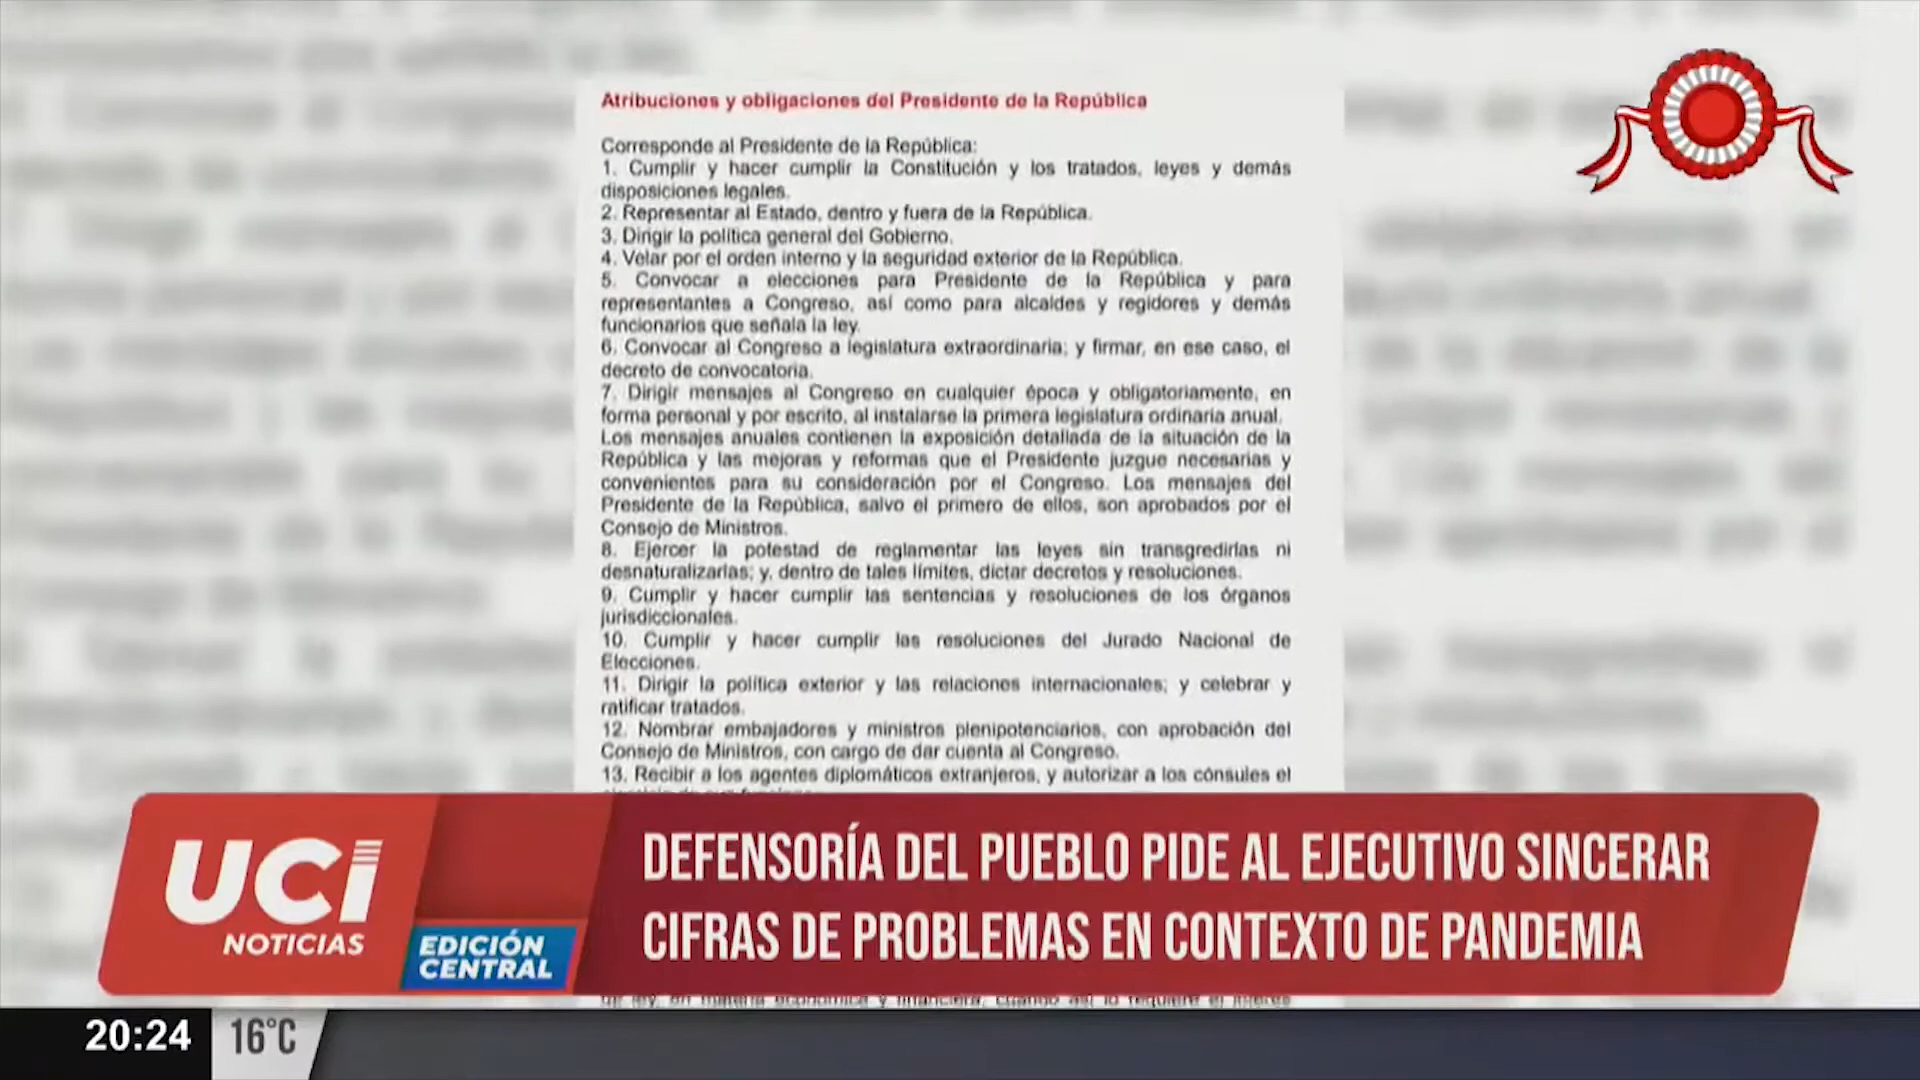 Atribuciones y obligaciones del Presidente de la República
Corresponde al Presidente de la República:
1. Cumplir y hacer cumplir la Constitución y los tratados, leyes y demás
disposiciones legales.
2. Representar al Estado, dentro y fuera de la República.
3. Dirigir la política general del Gobierno.
4. Velar por el orden interno y la seguridad exterior de la República.
5. Convocar a elecciones para Presidente de la República y para
representantes a Congreso, así como para alcaldes y regidores y demás
funcionarios que señala la ley.
6. Convocar al Congreso a legislatura extraordinaria; y firmar, en ese caso, el
decreto de convocatoria.
7. Dirigir mensajes al Congreso en cualquier época y obligatoriamente, en
forma personal y por escrito, al instalarse la primera legislatura ordinaria anual.
Los mensajes anuales contienen la exposición detallada de la situación de la
República y las mejoras y reformas que el Presidente juzgue necesarias y
convenientes para su consideración por el Congreso. Los mensajes del
Presidente de la República, salvo el primero de ellos, son aprobados por el
Consejo de Ministros.
8. Ejercer la potestad de reglamentar las leyes sin transgredirlas ni
desnaturalizarlas; y, dentro de tales límites, dictar decretos y resoluciones.
9. Cumplir y hacer cumplir las sentencias y resoluciones de los órganos
jurisdiccionales.
10. Cumplir y hacer cumplir las resoluciones del Jurado Nacional de
Elecciones.
11. Dirigir la política exterior y las relaciones internacionales; y celebrar y
ratificar tratados.
12. Nombrar embajadores y ministros plenipotenciarios, con aprobación del
Consejo de Ministros, con cargo de dar cuenta al Congreso.
13. Recibir a los agentes diplomáticos extranjeros, y autorizar a los cónsules el
UCI
NOTICIAS
EDICIÓN
CENTRAL
DEFENSORÍA DEL PUEBLO PIDE AL EJECUTIVO SINCERAR
CIFRAS DE PROBLEMAS EN CONTEXTO DE PANDEMIA
20:24
16°C